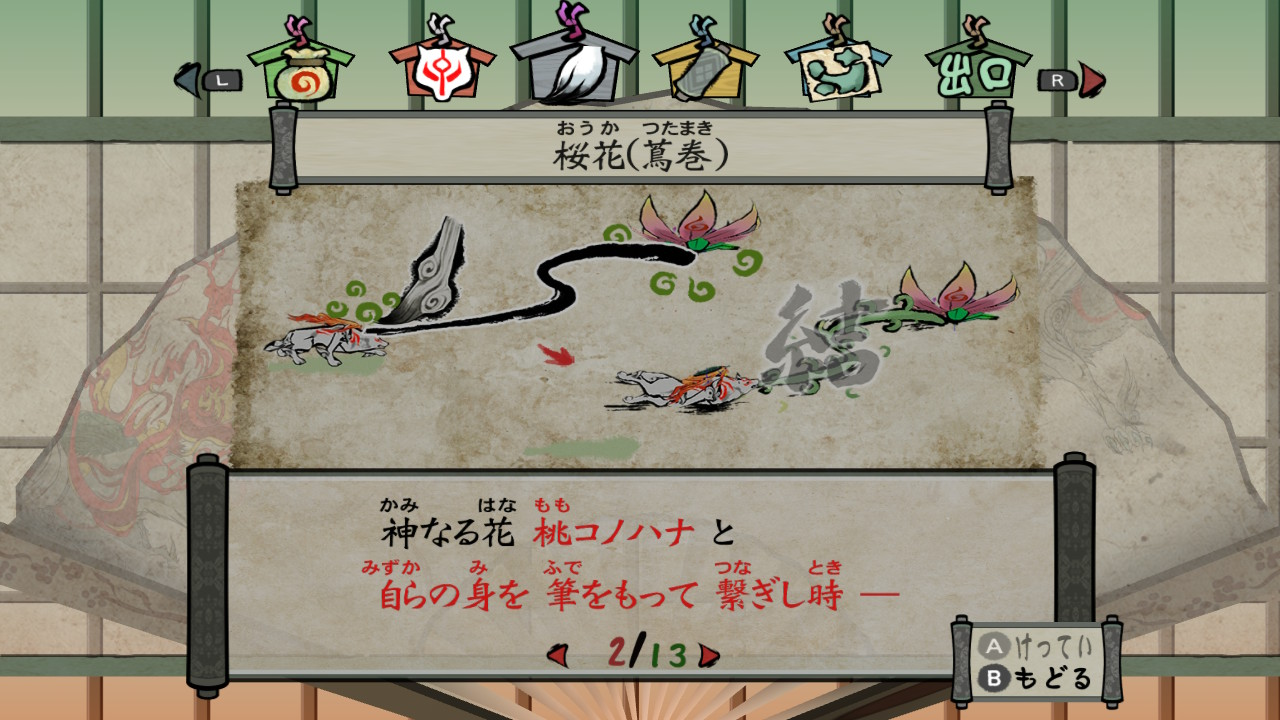 L
出口
R
おうか つたまき
桜花(蔦巻)
結
かみ はな もも
神なる花 桃コノハナ と
みずか み ふで つな とき
自らの身を 筆をもって 繋ぎし時 ―
2/13
A けってい
B もどる